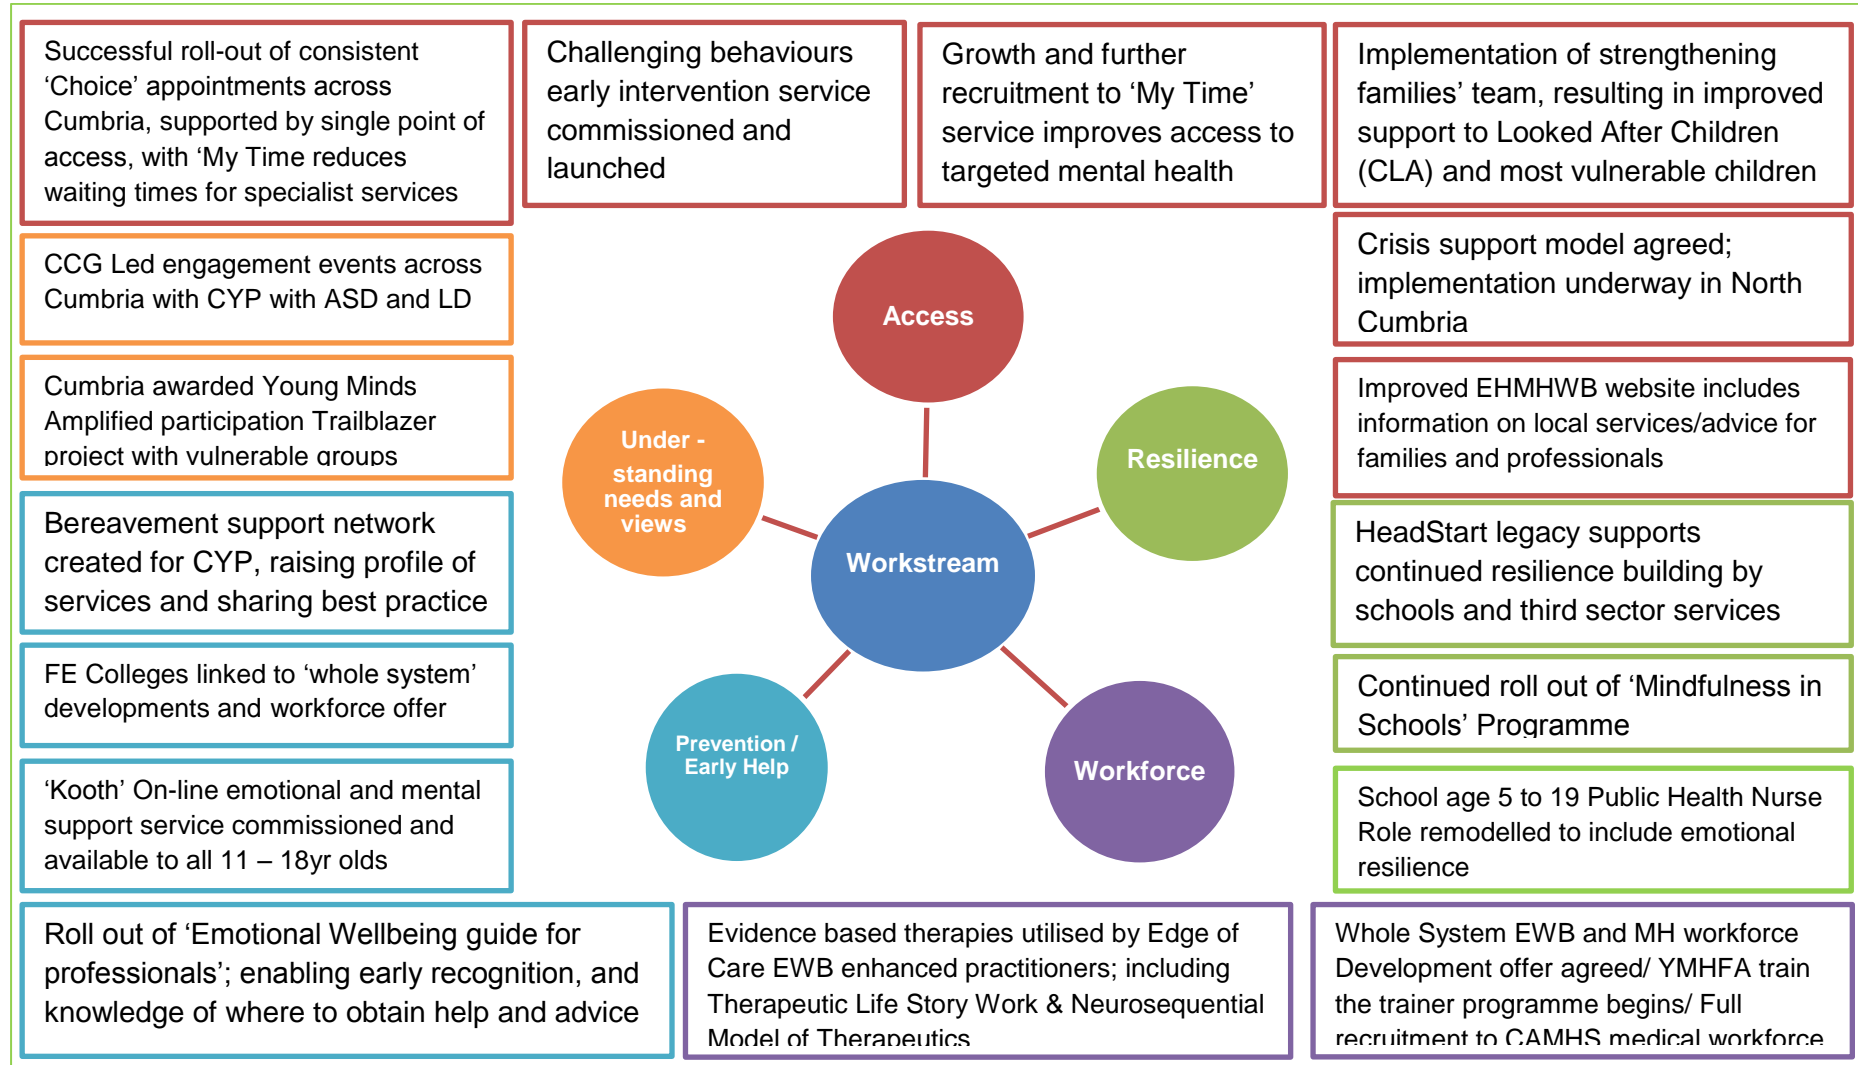 Successful roll-out of consistent
‘Choice’ appointments across
Cumbria, supported by single point of
access, with ‘My Time reduces
waiting times for specialist services
Challenging behaviours
early intervention service
commissioned and
launched
Growth and further
recruitment to ‘My Time’
service improves access to
targeted mental health
Implementation of strengthening
families’ team, resulting in improved
support to Looked After Children
(CLA) and most vulnerable children
CCG Led engagement events across
Cumbria with CYP with ASD and LD
Cumbria awarded Young Minds
Amplified participation Trailblazer
project with vulnerable groups
Bereavement support network
created for CYP, raising profile of
services and sharing best practice
FE Colleges linked to ‘whole system’
developments and workforce offer
‘Kooth’ On-line emotional and mental
support service commissioned and
available to all 11 – 18yr olds
Access
Under -
standing
needs and
views
Resilience
Workstream
Prevention /
Early Help
Workforce
Crisis support model agreed;
implementation underway in North
Cumbria
Improved EHMHWB website includes
information on local services/advice for
families and professionals
HeadStart legacy supports
continued resilience building by
schools and third sector services
Continued roll out of ‘Mindfulness in
Schools’ Programme
School age 5 to 19 Public Health Nurse
Role remodelled to include emotional
resilience
Roll out of ‘Emotional Wellbeing guide for
professionals’; enabling early recognition, and
knowledge of where to obtain help and advice
Evidence based therapies utilised by Edge of
Care EWB enhanced practitioners; including
Therapeutic Life Story Work & Neurosequential
Model of Therapeutics
Whole System EWB and MH workforce
Development offer agreed/ YMHFA train
the trainer programme begins/ Full
recruitment to CAMHS medical workforce